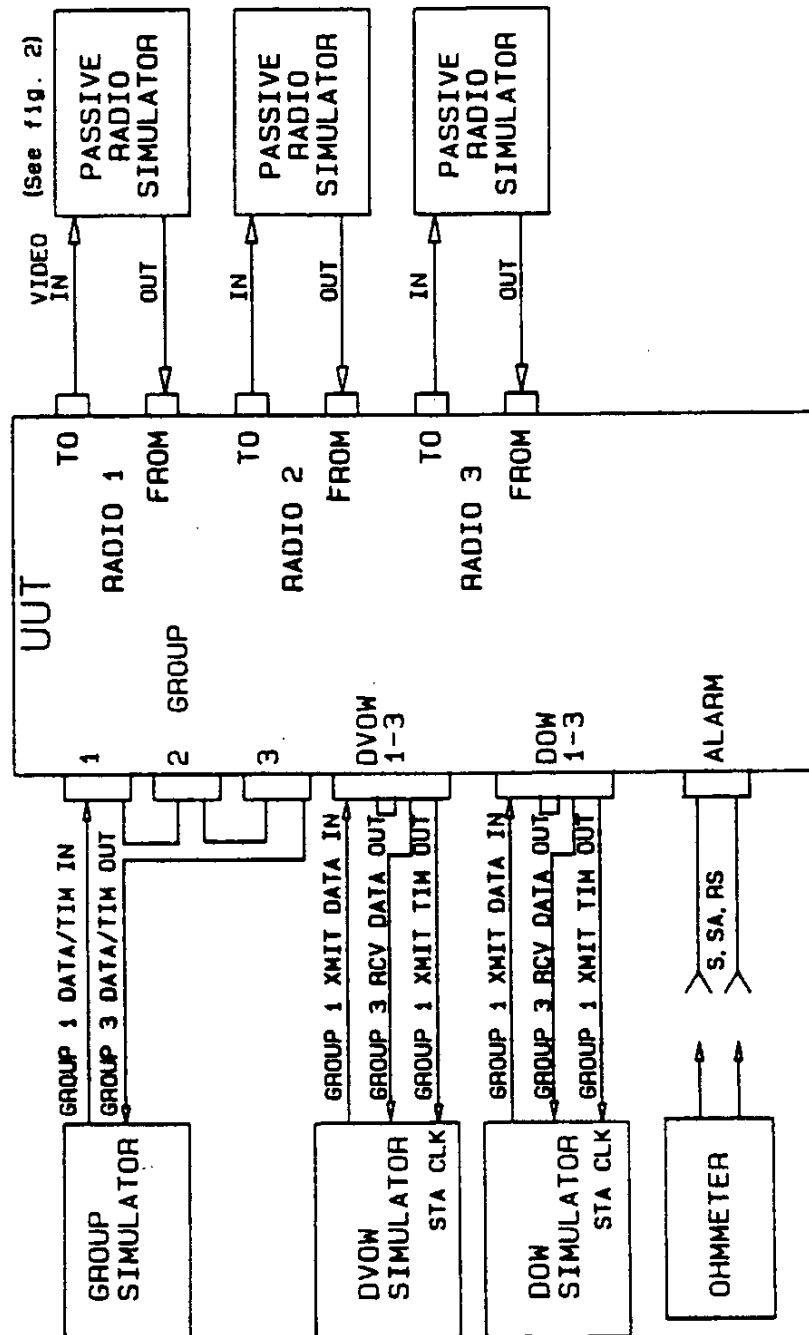 (See fig. 2)
PASSIVE
RADIO
SIMULATOR
PASSIVE
RADIO
SIMULATOR
PASSIVE
RADIO
SIMULATOR
VIDEO
IN
OUT
IN
OUT
IN
OUT
UUT
TO
RADIO 1
FROM
TO
RADIO 2
FROM
TO
RADIO 3
FROM
GROUP
1
2
3
DVOW
1-3
DOW
1-3
ALARM
GROUP 1 DATA/TIM IN
GROUP 3 DATA/TIM OUT
GROUP 1 XMIT DATA IN
GROUP 3 RCV DATA OUT
GROUP 1 XMIT TIM OUT
GROUP 1 XMIT DATA IN
GROUP 3 RCV DATA OUT
GROUP 1 XMIT TIM OUT
S, SA, RS
GROUP
SIMULATOR
DVOW
SIMULATOR
STA CLK
DOW
SIMULATOR
STA CLK
OHMMETER